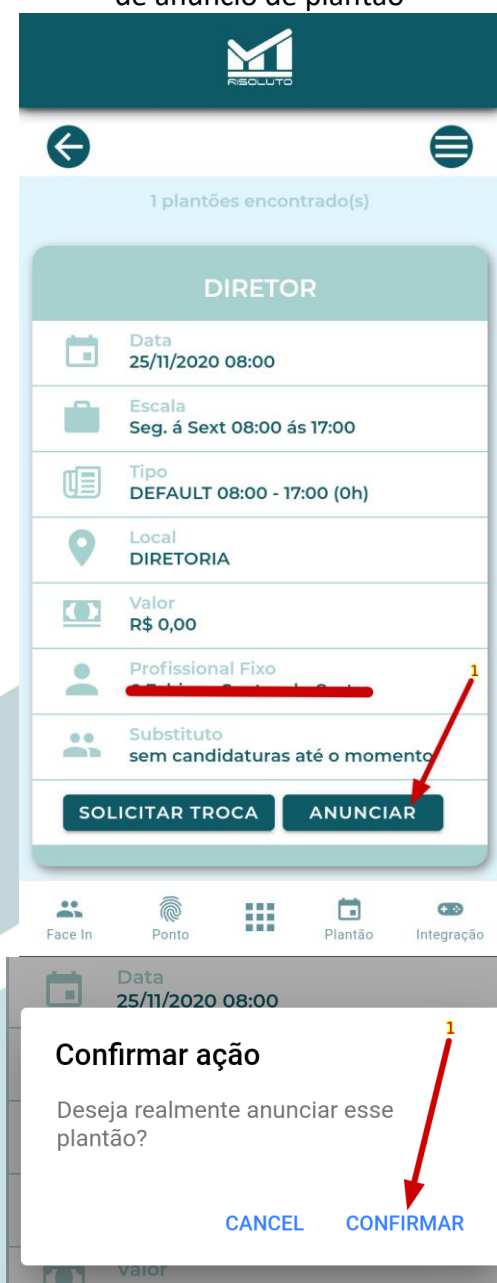 de anúncio de plantão
RISOLUTO
1 plantões encontrado(s)
DIRETOR
Data
25/11/2020 08:00
Escala
Seg. á Sext 08:00 ás 17:00
Tipo
DEFAULT 08:00 - 17:00 (0h)
Local
DIRETORIA
Valor
R$ 0,00
Profissional Fixo
1
Substituto
sem candidaturas até o momento
SOLICITAR TROCA ANUNCIAR
Face In Ponto Plantão Integração
Data
25/11/2020 08:00
1
Confirmar ação
Deseja realmente anunciar esse
plantão?
CANCEL CONFIRMAR
Valor